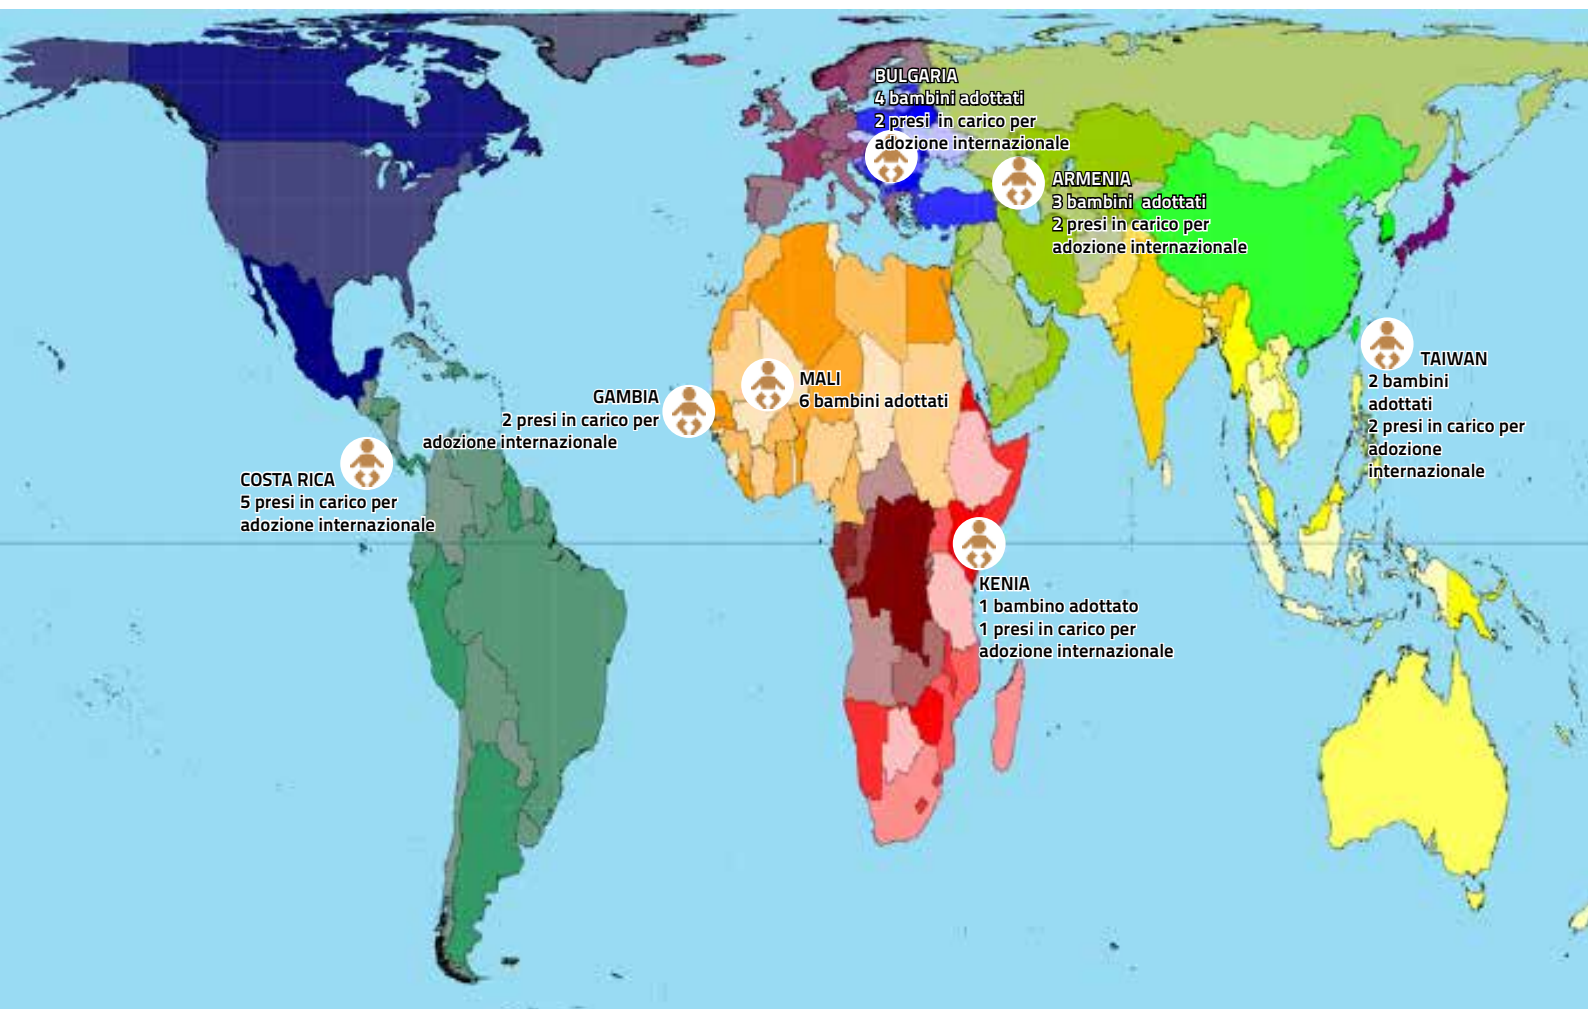 BULGARIA
4 bambini adottati
2 presi in carico per
adozione internazionale
ARMENIA
3 bambini adottati
2 presi in carico per
adozione internazionale
TAIWAN
2 bambini
adottati
2 presi in carico per
adozione
internazionale
MALI
6 bambini adottati
GAMBIA
2 presi in carico per
adozione internazionale
COSTA RICA
5 presi in carico per
adozione internazionale
KENIA
1 bambino adottato
1 presi in carico per
adozione internazionale